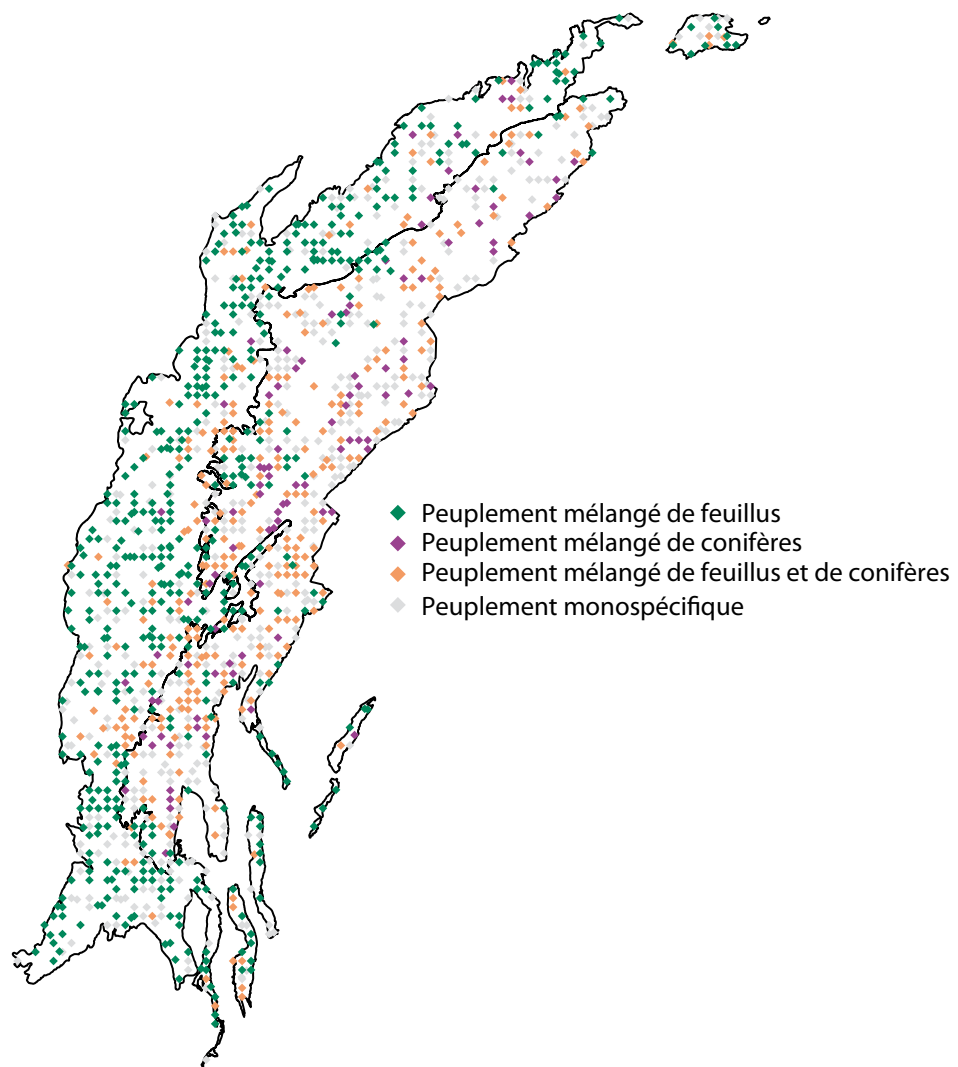 Peuplement mélangé de feuillus
Peuplement mélangé de conifères
Peuplement mélangé de feuillus et de conifères
Peuplement monospécifique